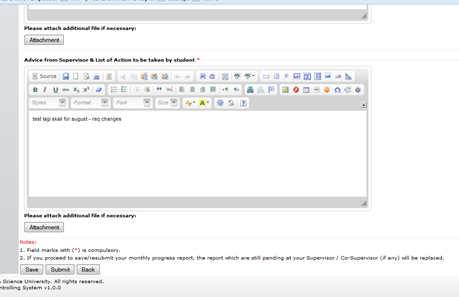 Please attach additional file if necessary:
Attachment
Advice from Supervisor & List of Action to be taken by student *
Source
Styles Format Font Size
test lagi skali for august - req changes
Please attach additional file if necessary:
Attachment
Notes:
1. Field marks with (*) is compulsory.
2. If you proceed to save/resubmit your monthly progress report, the report which are still pending at your Supervisor / Co-Supervisor (if any) will be replaced.
Save Submit Back
Science University. All rights reserved.
ntrolling System v1.0.0